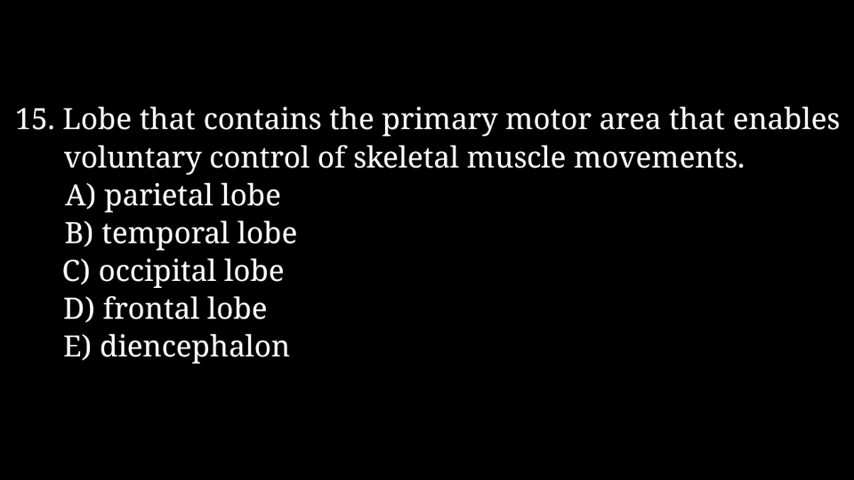 15. Lobe that contains the primary motor area that enables
voluntary control of skeletal muscle movements.
A) parietal lobe
B) temporal lobe
C) occipital lobe
D) frontal lobe
E) diencephalon